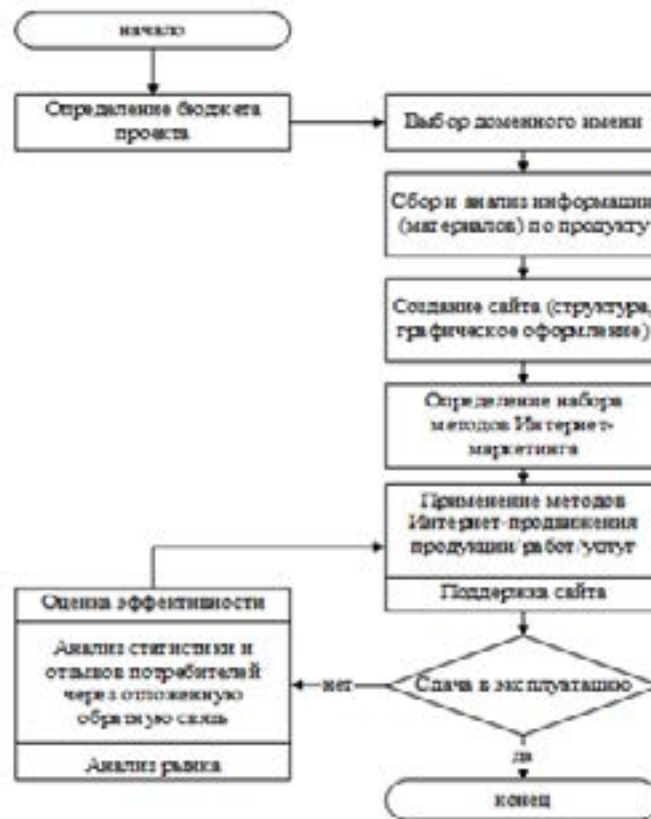 начало
Определение бюджета
проекта
Выбор доменного имени
Сбор и анализ информации
(материалов) по продукту
Создание сайта (структура,
графическое оформление)
Определение набора
методов Интернет-
маркетинга
Применение методов
Интернет-продвижения
продукции/работ/услуг
Поддержка сайта
Оценка эффективности
Анализ статистики и
отзывов потребителей
через отложенную
обратную связь
Анализ рынка
нет
Сдача в эксплуатацию
да
конец